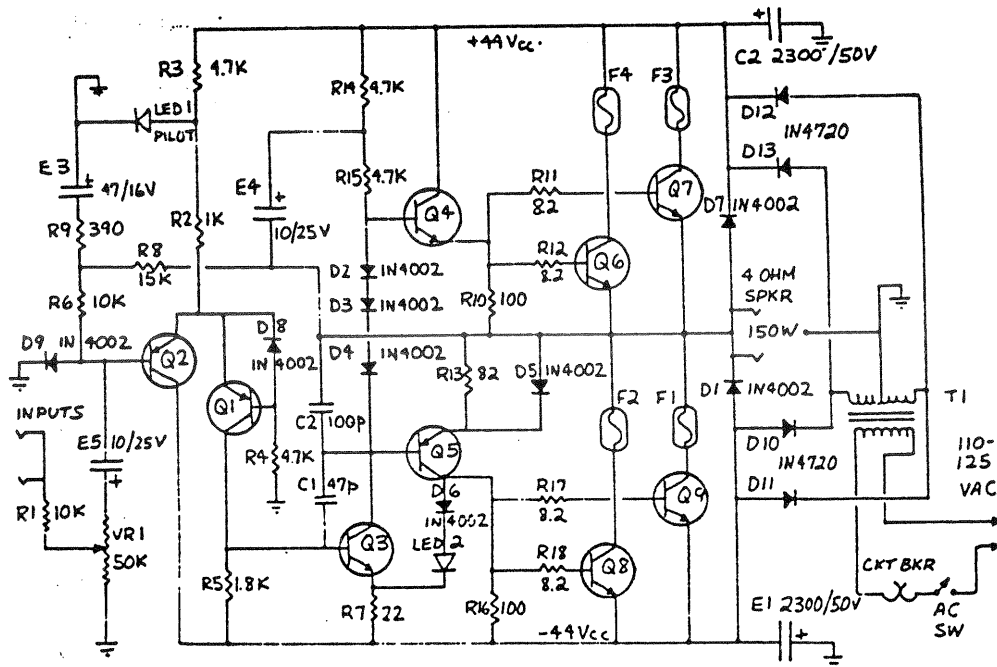 +44Vcc.
C2 2300/50V
R3 4.7K
R14 4.7K
F4
F3
LED1
PILOT
D12
IN4720
E3
47/16V
R15 4.7K
D13
R11
8.2
Q7
E4
10/25V
R2 1K
Q4
D7 IN4002
R9 390
R12
8.2
Q6
R8
15K
D2 IN4002
4 OHM
SPKR
R6 10K
D3 IN4002
R10 100
150W
D9 IN 4002
Q2
D8
IN4002
D4 IN4002
R13 82
D5 IN4002
F2
F1
D1 IN4002
T1
Q1
C2 100p
D10
IN4720
INPUTS
E5 10/25V
Q5
110-
125
VAC
R4 4.7K
C1 47p
D6
IN4002
R17
8.2
Q9
D11
R1 10K
VR1
50K
Q3
LED 2
R18
8.2
Q8
CKT BKR
R5 1.8K
R7 22
R16 100
E1 2300/50V
AC
SW
-44Vcc